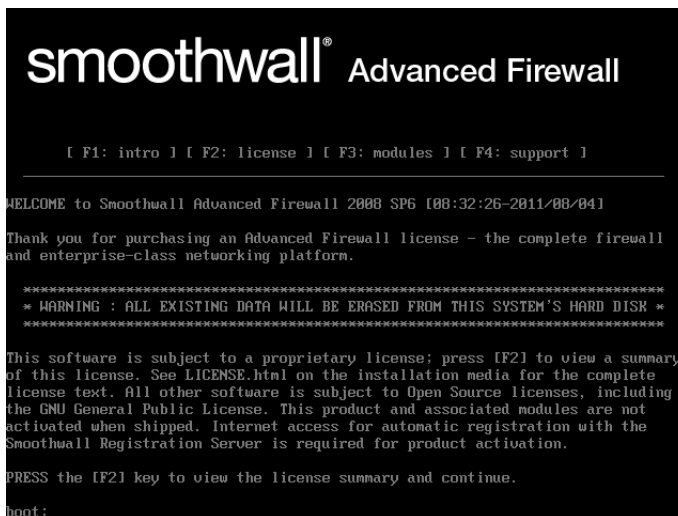 smoothwall® Advanced Firewall
[ F1: intro ] [ F2: license ] [ F3: modules ] [ F4: support ]
WELCOME to Smoothwall Advanced Firewall 2008 SP6 [08:32:26-2011/08/04]
Thank you for purchasing an Advanced Firewall license - the complete firewall
and enterprise-class networking platform.
**************************************************************************
* WARNING : ALL EXISTING DATA WILL BE ERASED FROM THIS SYSTEM'S HARD DISK *
**************************************************************************
This software is subject to a proprietary license; press [F2] to view a summary
of this license. See LICENSE.html on the installation media for the complete
license text. All other software is subject to Open Source licenses, including
the GNU General Public License. This product and associated modules are not
activated when shipped. Internet access for automatic registration with the
Smoothwall Registration Server is required for product activation.
PRESS the [F2] key to view the license summary and continue.
boot: